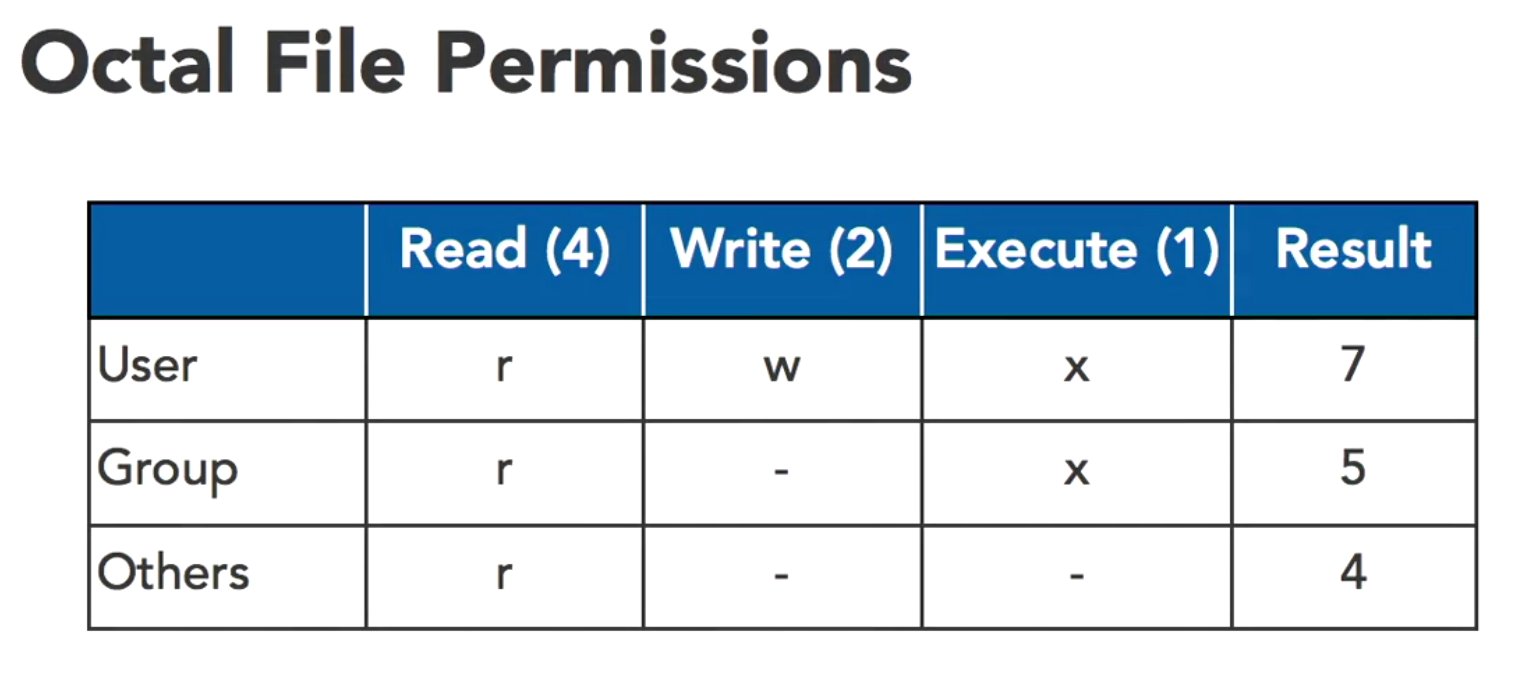 Octal File Permissions
Read (4) Write (2) Execute (1) Result
User r w x 7
Group r - x 5
Others r - - 4